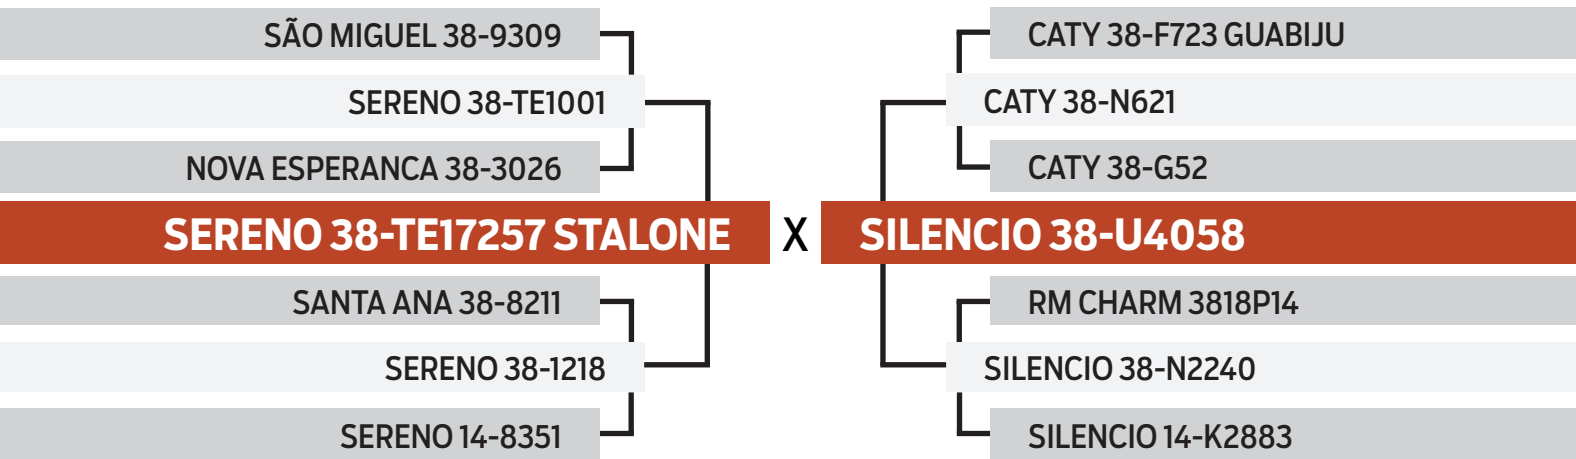 SÃO MIGUEL 38-9309
SERENO 38-TE1001
NOVA ESPERANCA 38-3026
SERENO 38-TE17257 STALONE
SANTA ANA 38-8211
SERENO 38-1218
SERENO 14-8351
X
CATY 38-F723 GUABIJU
CATY 38-N621
CATY 38-G52
SILENCIO 38-U4058
RM CHARM 3818P14
SILENCIO 38-N2240
SILENCIO 14-K2883